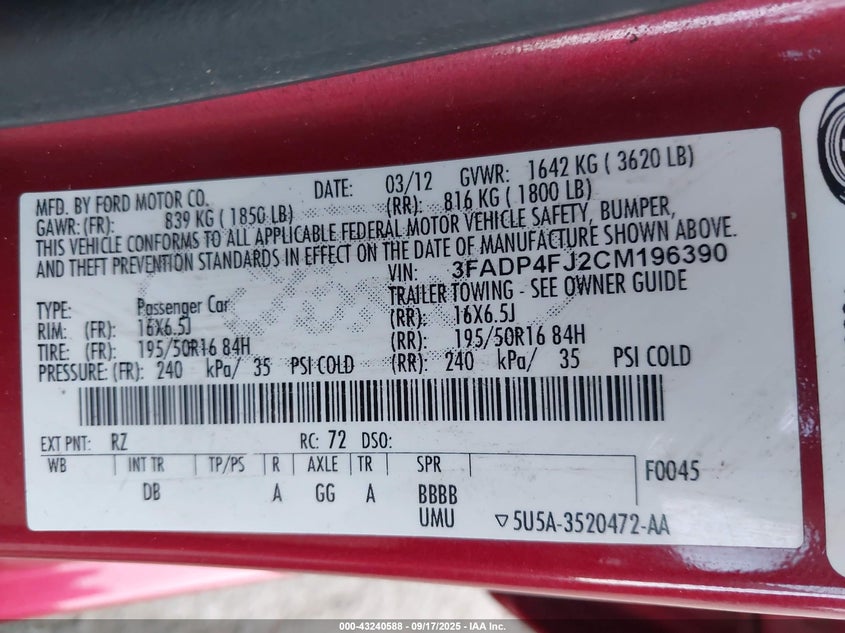 MFD. BY FORD MOTOR CO. DATE: 03/12 GVWR: 1642 KG ( 3620 LB)
GAWR: (FR): 839 KG ( 1850 LB) (RR): 816 KG ( 1800 LB)
THIS VEHICLE CONFORMS TO ALL APPLICABLE FEDERAL MOTOR VEHICLE SAFETY, BUMPER,
AND THEFT PREVENTION STANDARDS IN EFFECT ON THE DATE OF MANUFACTURE SHOWN ABOVE.
VIN: 3FADP4FJ2CM196390
TYPE: Passenger Car TRAILER TOWING - SEE OWNER GUIDE
RIM: (FR): 16X6.5J (RR): 16X6.5J
TIRE: (FR): 195/50R16 84H (RR): 195/50R16 84H
PRESSURE: (FR): 240 kPa/ 35 PSI COLD (RR): 240 kPa/ 35 PSI COLD
EXT PNT: RZ RC: 72 DSO:
WB INT TR TP/PS R AXLE TR SPR F0045
DB A GG A BBBB
UMU ▽5U5A-3520472-AA
000-43240588 - 09/17/2025 - IAA Inc.